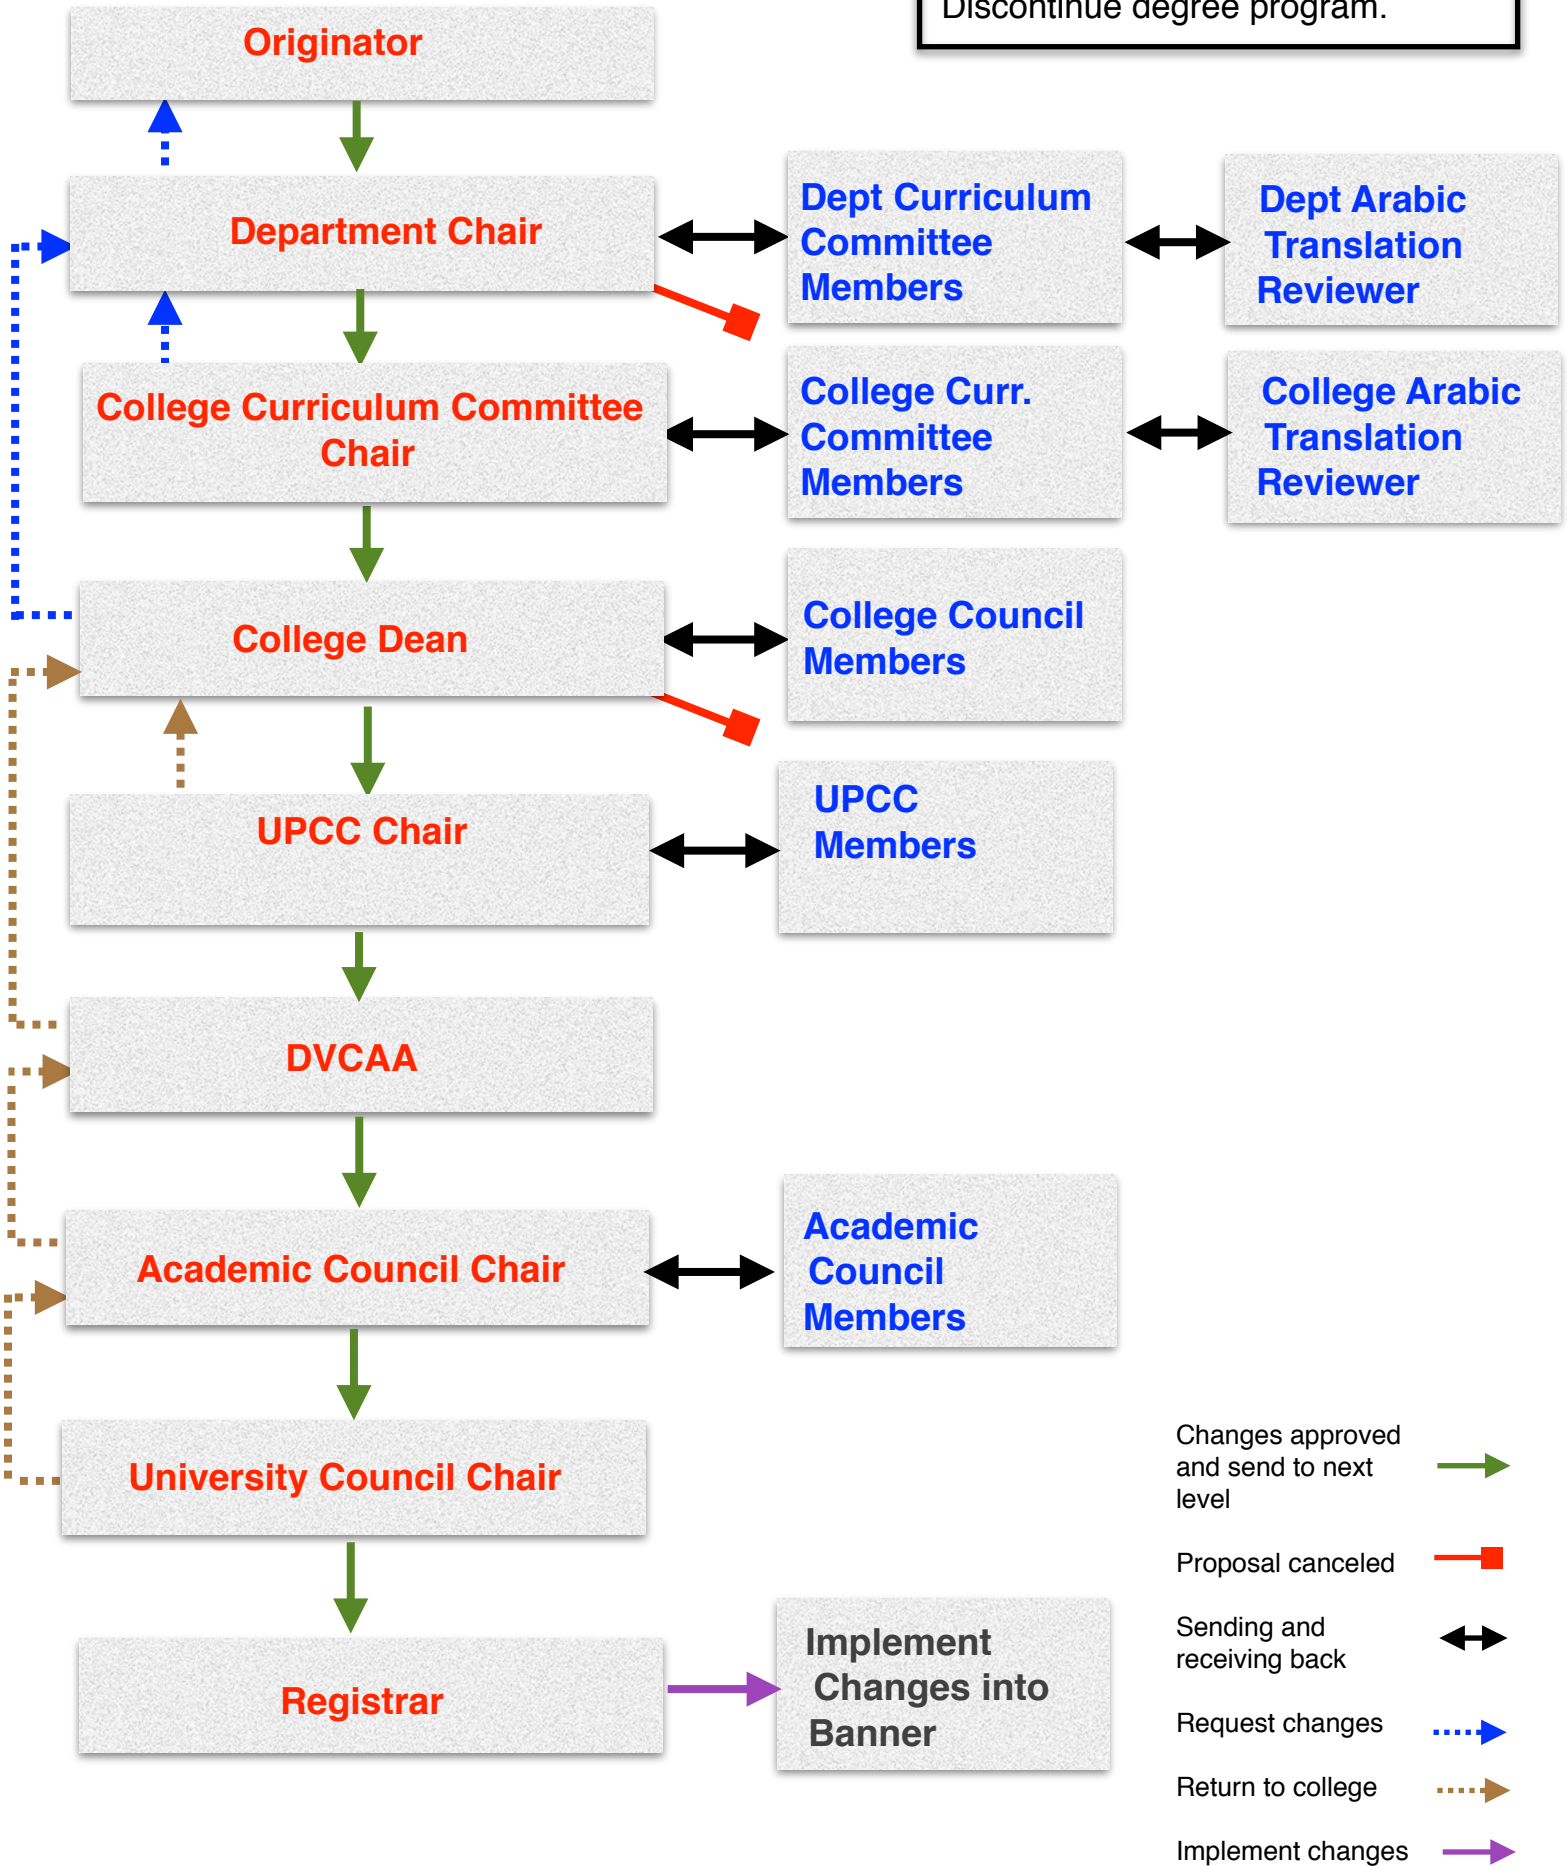 Discontinue degree program.
Originator
Department Chair
Dept Curriculum
Committee
Members
Dept Arabic
Translation
Reviewer
College Curriculum Committee
Chair
College Curr.
Committee
Members
College Arabic
Translation
Reviewer
College Dean
College Council
Members
UPCC Chair
UPCC
Members
DVCAA
Academic Council Chair
Academic
Council
Members
University Council Chair
Registrar
Implement
Changes into
Banner
Changes approved
and send to next
level
Proposal canceled
Sending and
receiving back
Request changes
Return to college
Implement changes